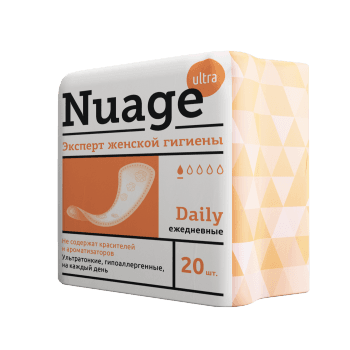 ultra
Nuage
Эксперт женской гигиены
Daily
ежедневные
не содержат красителей
и ароматизаторов
Ультратонкие, гипоаллергенные,
на каждый день
20 шт.